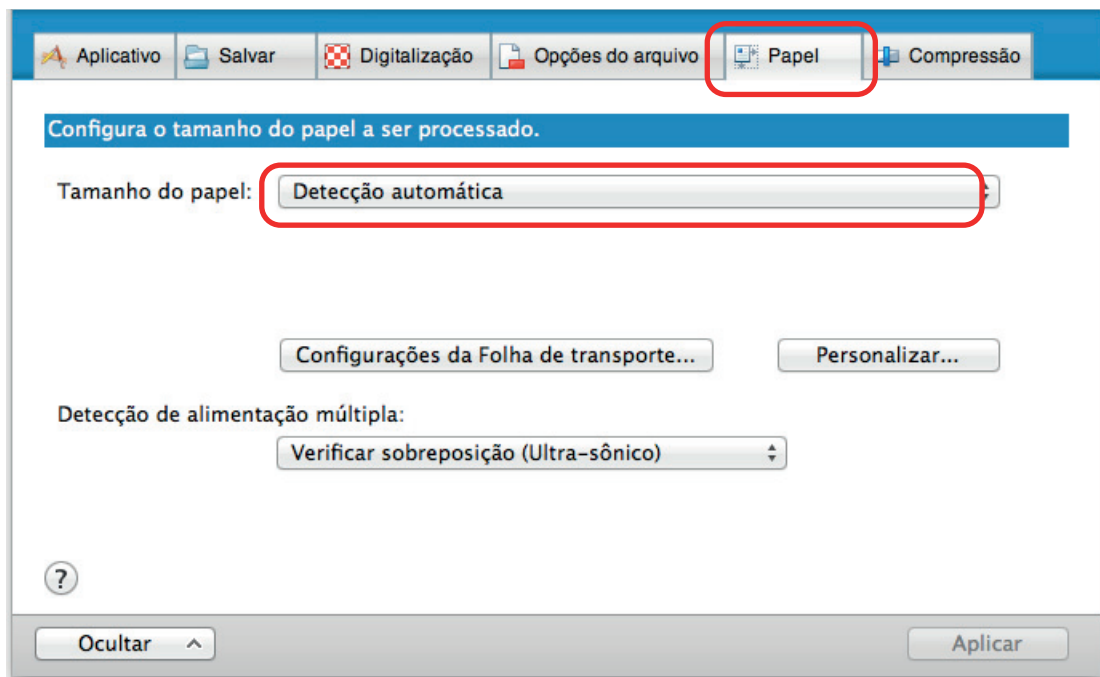 Aplicativo Salvar Digitalização Opções do arquivo Papel Compressão
Configura o tamanho do papel a ser processado.
Tamanho do papel: Detecção automática
Configurações da Folha de transporte... Personalizar...
Detecção de alimentação múltipla:
Verificar sobreposição (Ultra-sônico)
?
Ocultar Aplicar